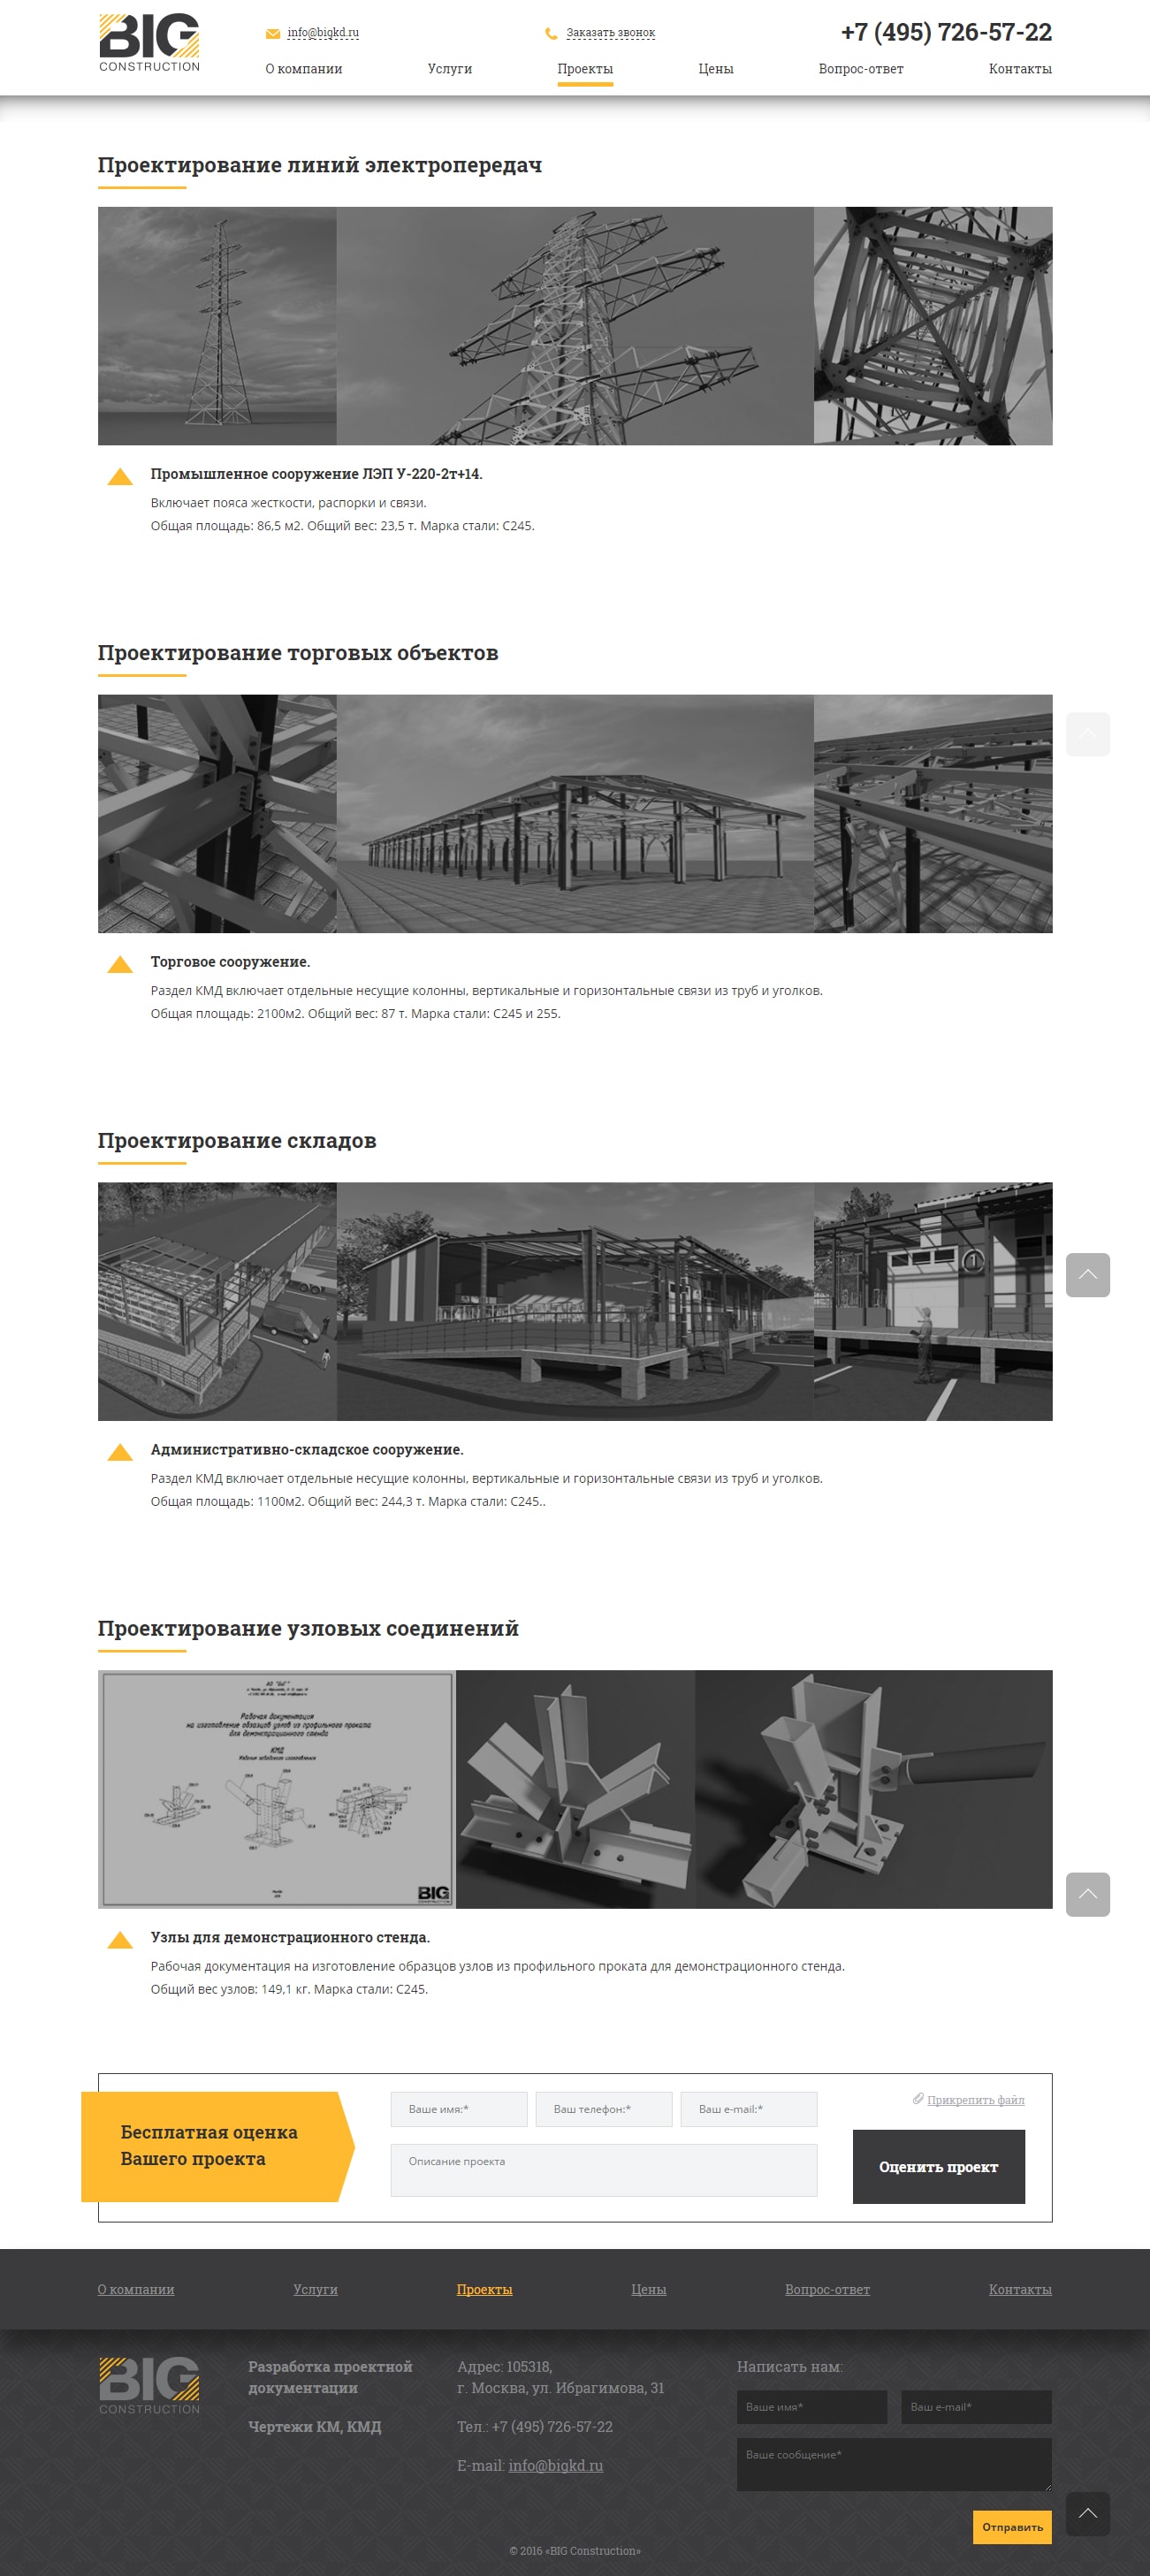 BIG
CONSTRUCTION
info@bigkd.ru
Заказать звонок
+7 (495) 726-57-22
О компании
Услуги
Проекты
Цены
Вопрос-ответ
Контакты
Проектирование линий электропередач
Промышленное сооружение ЛЭП У-220-2т+14.
Включает пояса жесткости, распорки и связи.
Общая площадь: 86,5 м2. Общий вес: 23,5 т. Марка стали: С245.
Проектирование торговых объектов
Торговое сооружение.
Раздел КМД включает отдельные несущие колонны, вертикальные и горизонтальные связи из труб и уголков.
Общая площадь: 2100м2. Общий вес: 87 т. Марка стали: С245 и 255.
Проектирование складов
1
Административно-складское сооружение.
Раздел КМД включает отдельные несущие колонны, вертикальные и горизонтальные связи из труб и уголков.
Общая площадь: 1100м2. Общий вес: 244,3 т. Марка стали: С245..
Проектирование узловых соединений
Рабочая документация
на изготовление образцов узлов из профильного проката
для демонстрационного стенда
КМД
BIG
CONSTRUCTION
Узлы для демонстрационного стенда.
Рабочая документация на изготовление образцов узлов из профильного проката для демонстрационного стенда.
Общий вес узлов: 149,1 кг. Марка стали: С245.
Бесплатная оценка
Вашего проекта
Ваше имя:*
Ваш телефон:*
Ваш e-mail:*
Описание проекта
Прикрепить файл
Оценить проект
О компании
Услуги
Проекты
Цены
Вопрос-ответ
Контакты
BIG
CONSTRUCTION
Разработка проектной
документации
Чертежи КМ, КМД
Адрес: 105318,
г. Москва, ул. Ибрагимова, 31
Тел.: +7 (495) 726-57-22
E-mail: info@bigkd.ru
Написать нам:
Ваше имя*
Ваш e-mail*
Ваше сообщение*
Отправить
© 2016 «BIG Construction»